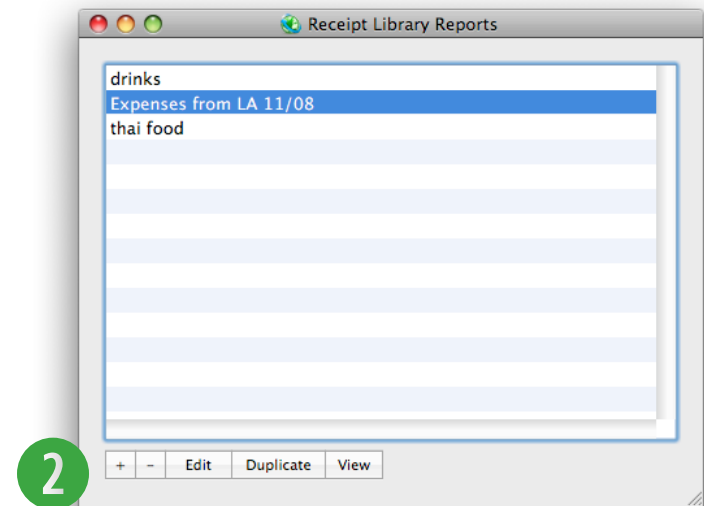 Receipt Library Reports
drinks
Expenses from LA 11/08
thai food
2
+ - Edit Duplicate View